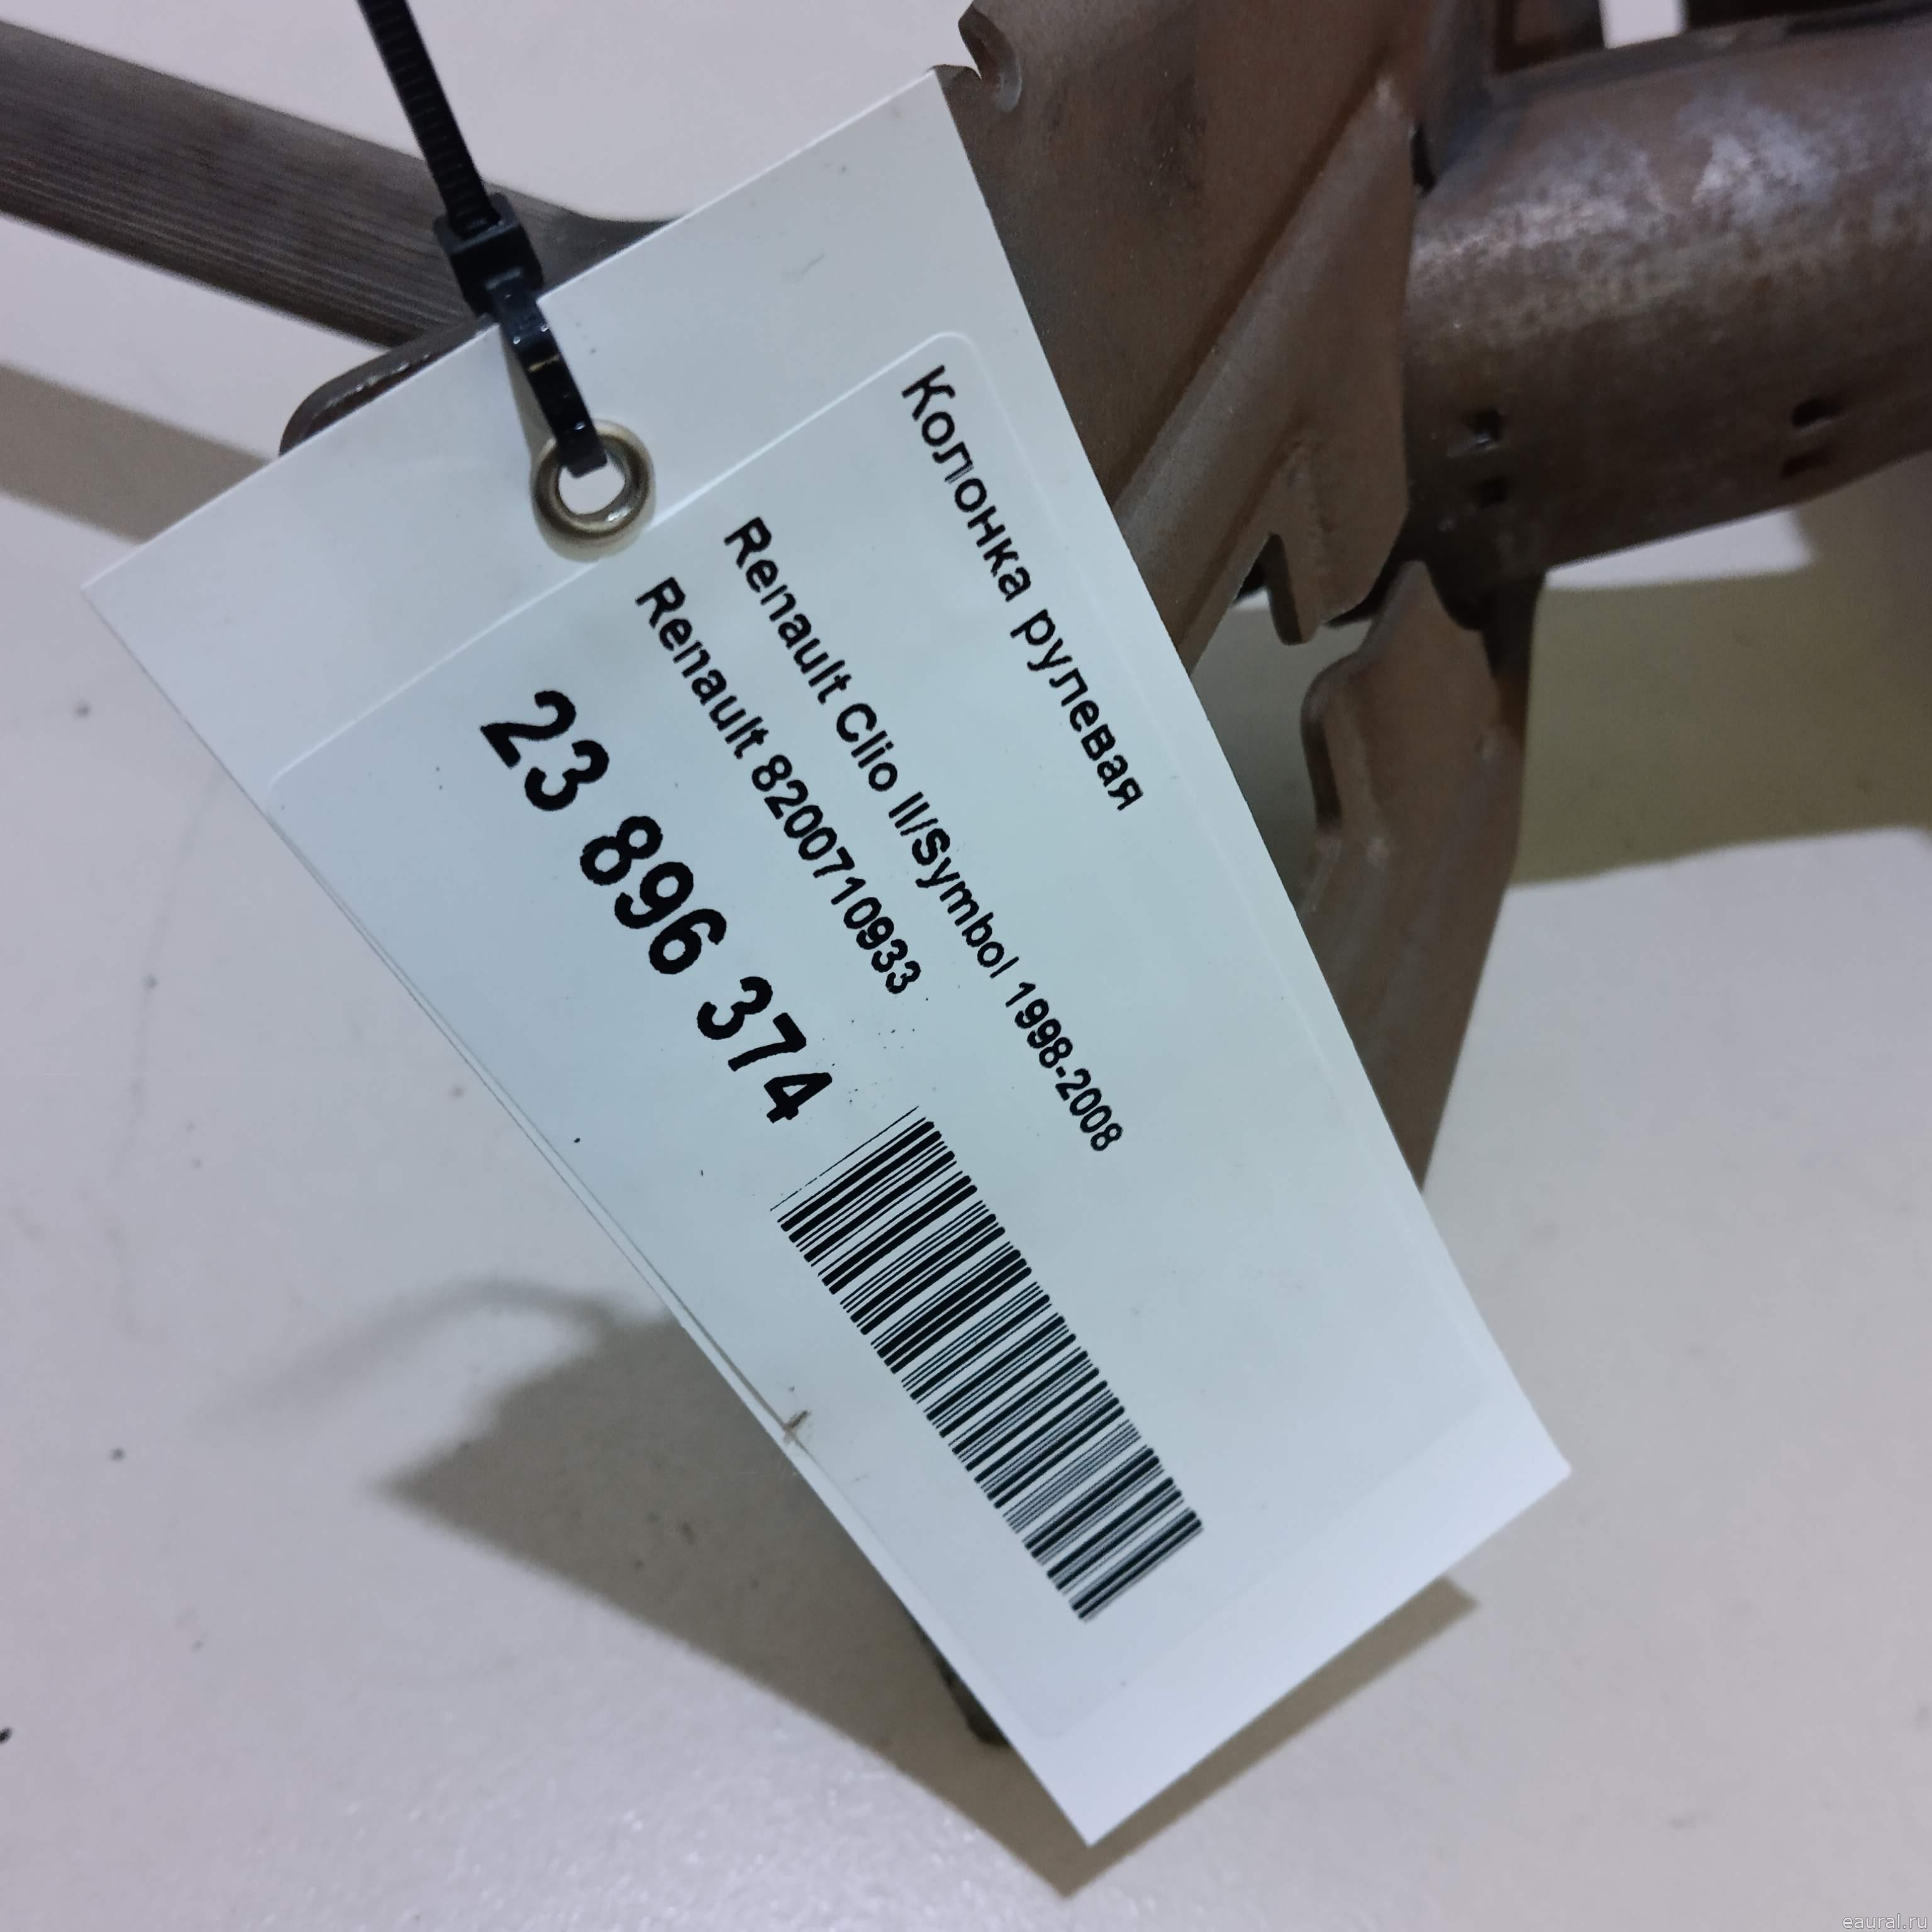 Колонка рулевая
Renault Clio II/Symbol 1998-2008
Renault 8200710933
23 896 374
eaural.ru